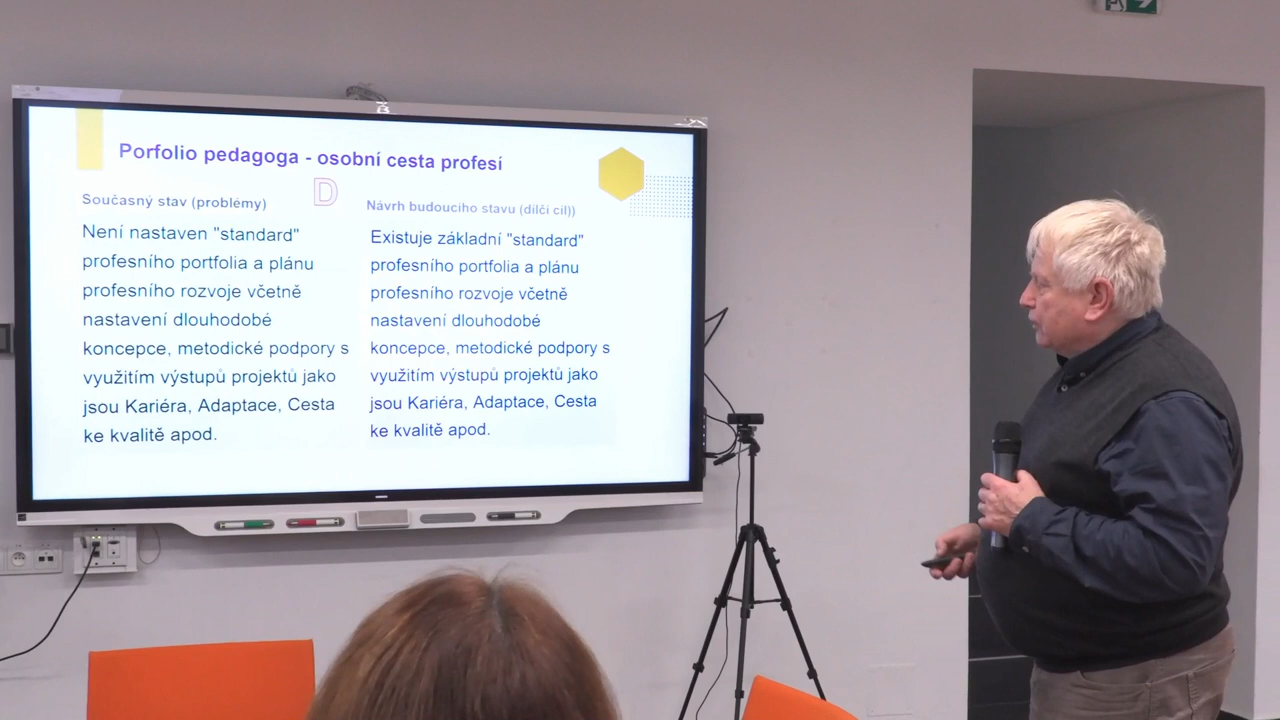 Porfolio pedagoga - osobní cesta profesí
D
Současný stav (problémy)
Není nastaven "standard"
profesního portfolia a plánu
profesního rozvoje včetně
nastavení dlouhodobé
koncepce, metodické podpory s
využitím výstupů projektů jako
jsou Kariéra, Adaptace, Cesta
ke kvalitě apod.
Návrh budoucího stavu (dílčí cíl))
Existuje základní "standard"
profesního portfolia a plánu
profesního rozvoje včetně
nastavení dlouhodobé
koncepce, metodické podpory s
využitím výstupů projektů jako
jsou Kariéra, Adaptace, Cesta
ke kvalitě apod.